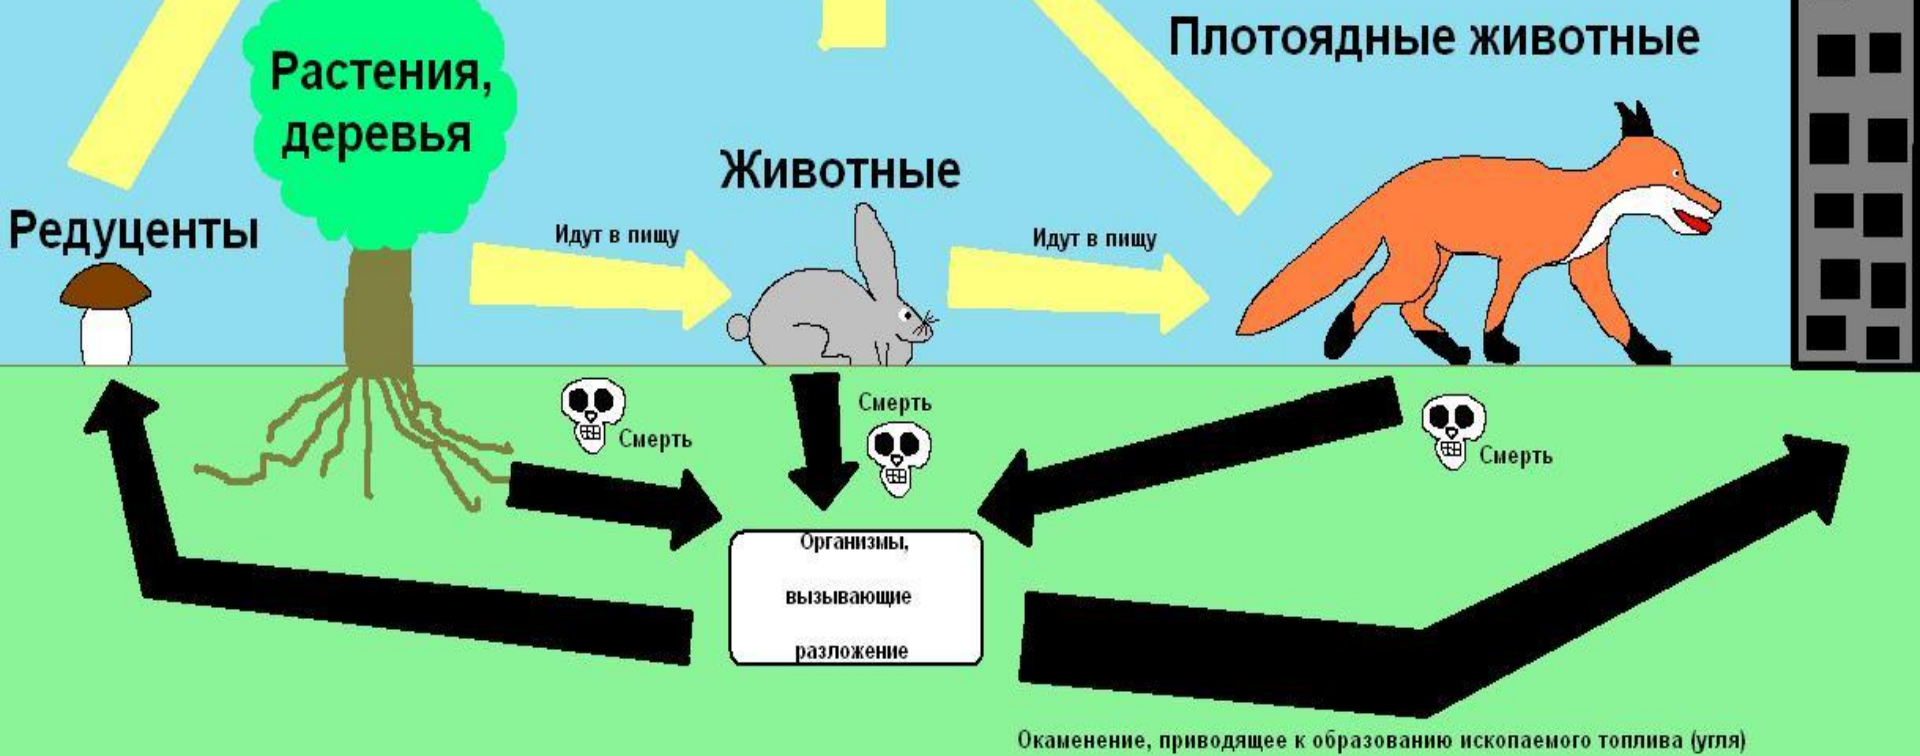 Плотоядные животные
Растения,
деревья
Животные
Редуценты
Идут в пищу
Идут в пищу
Смерть
Смерть
Смерть
Организмы,
вызывающие
разложение
Окаменение, приводящее к образованию ископаемого топлива (угля)